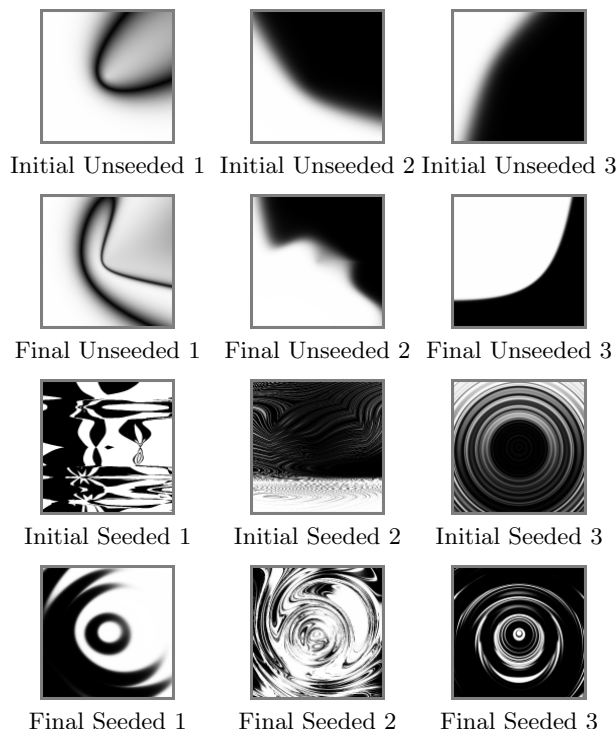 Initial Unseeded 1 Initial Unseeded 2 Initial Unseeded 3
Final Unseeded 1 Final Unseeded 2 Final Unseeded 3
Initial Seeded 1 Initial Seeded 2 Initial Seeded 3
Final Seeded 1 Final Seeded 2 Final Seeded 3